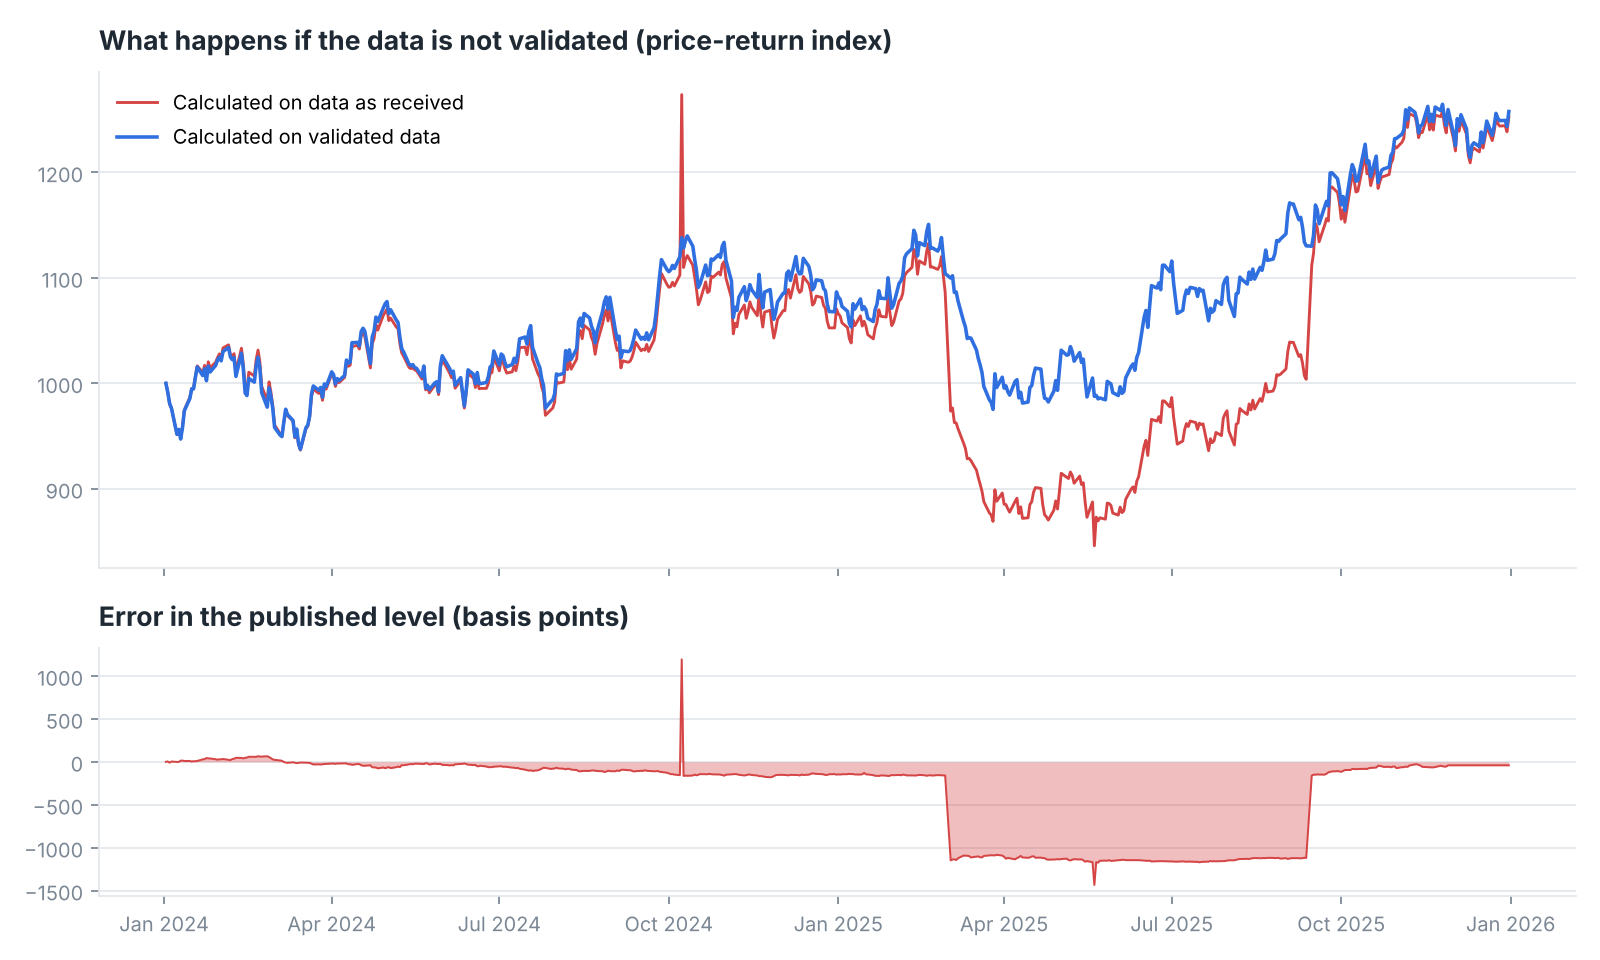 What happens if the data is not validated (price-return index)
Calculated on data as received
Calculated on validated data
1200
1100
1000
900
Error in the published level (basis points)
1000
500
0
−500
−1000
−1500
Jan 2024 Apr 2024 Jul 2024 Oct 2024 Jan 2025 Apr 2025 Jul 2025 Oct 2025 Jan 2026